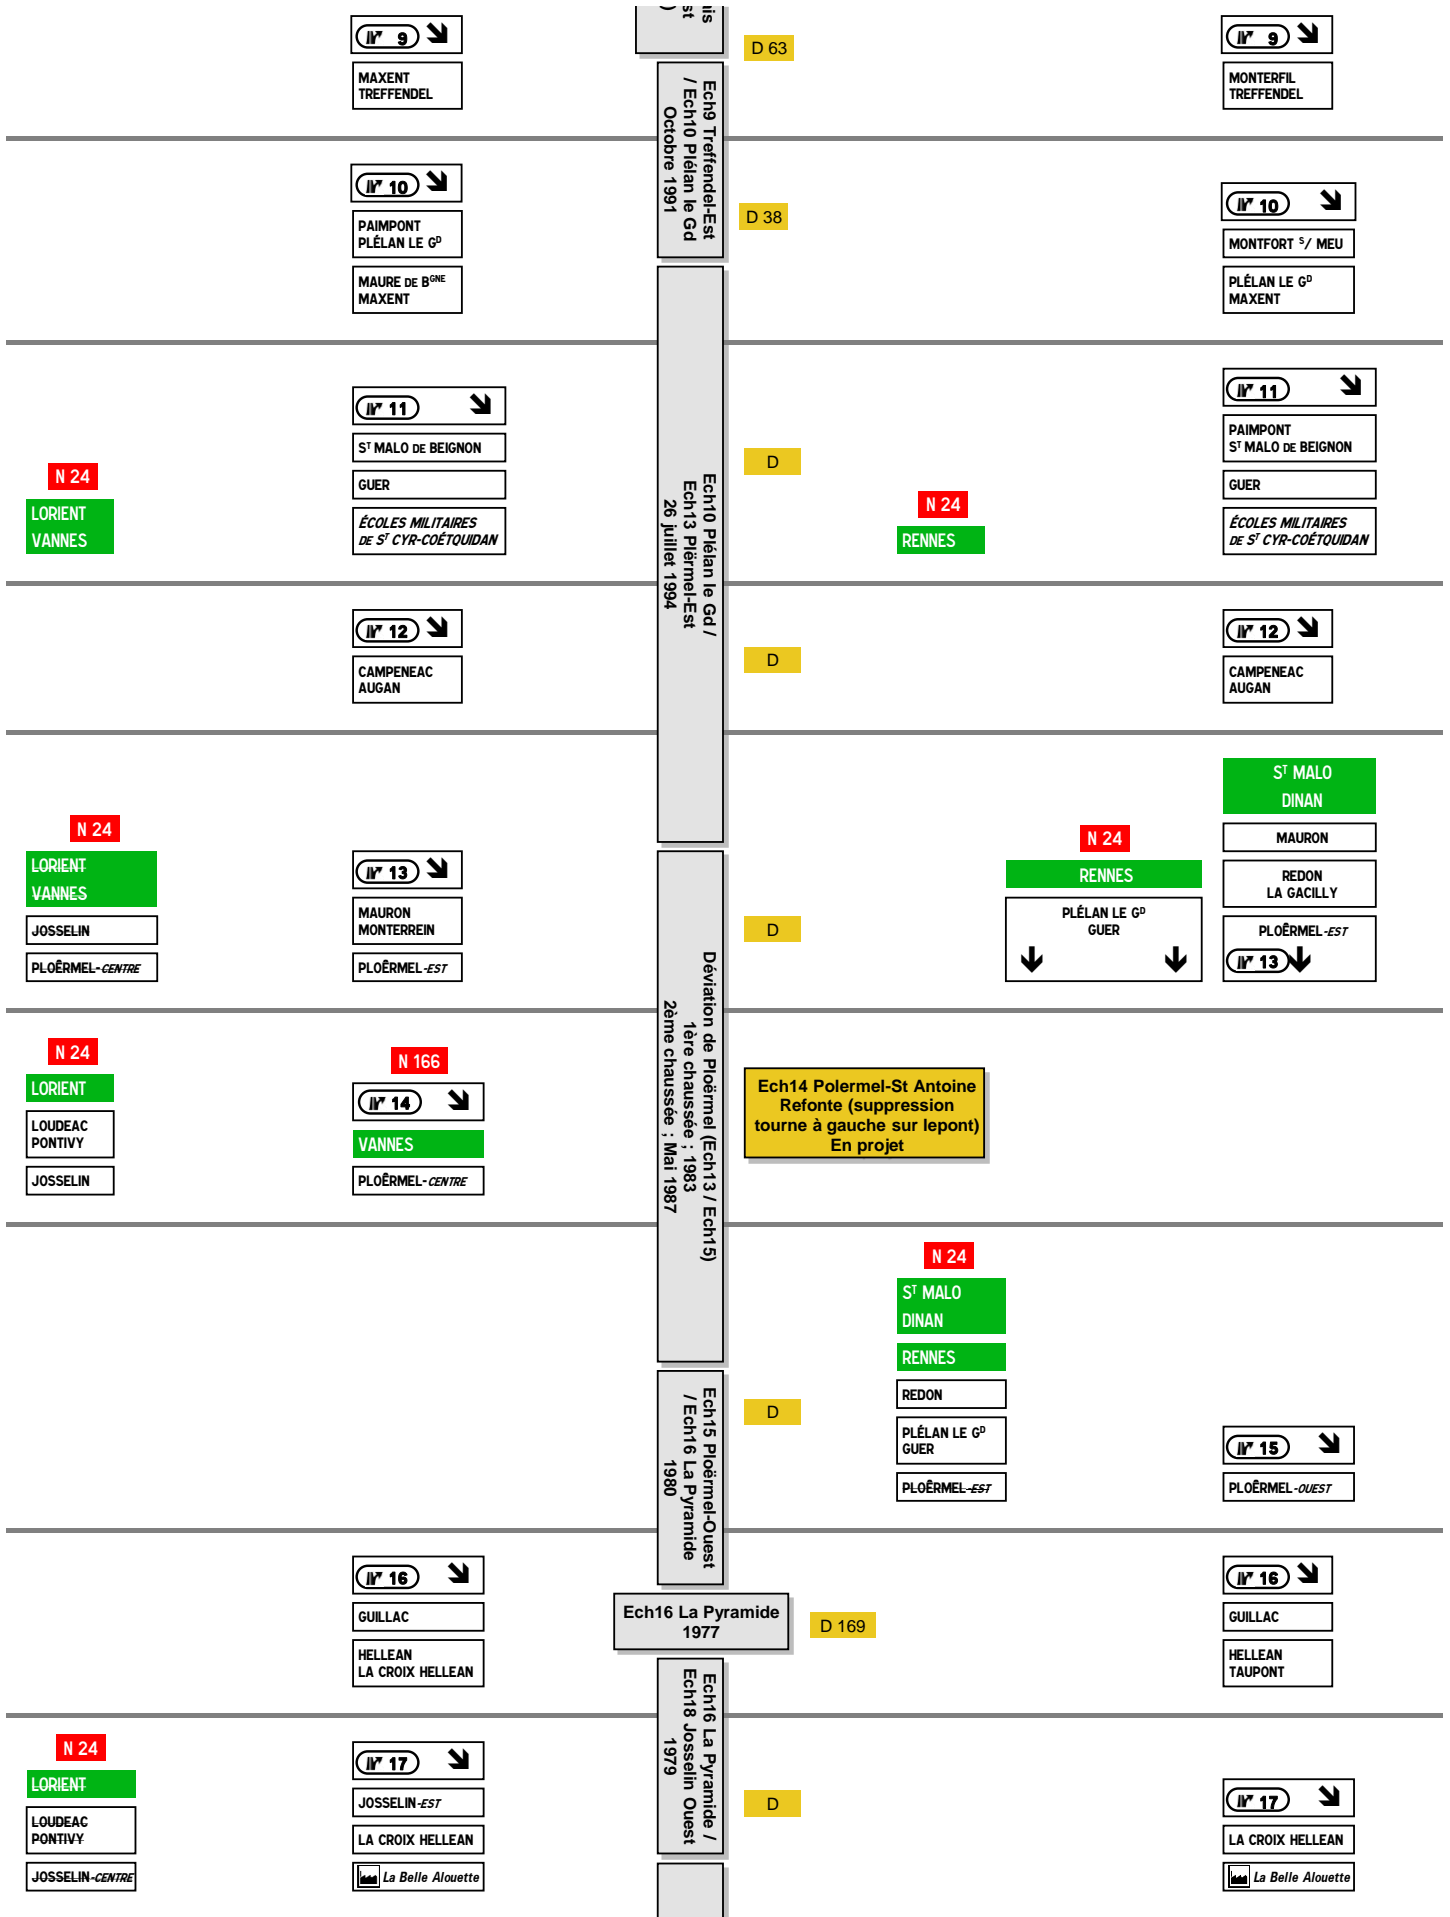 9
MAXENT
TREFFENDEL
D 63
9
MONTERFIL
TREFFENDEL
Ech9 Treffendel-Est
/ Ech10 Plélan le Gd
Octobre 1991
10
PAIMPONT
PLÉLAN LE GD
MAURE DE BGNE
MAXENT
D 38
10
MONTFORT S/ MEU
PLÉLAN LE GD
MAXENT
Ech10 Plélan le Gd /
Ech13 Plërmel-Est
26 juillet 1994
N 24
LORIENT
VANNES
11
ST MALO DE BEIGNON
GUER
ÉCOLES MILITAIRES
DE ST CYR-COÉTQUIDAN
D
N 24
RENNES
11
PAIMPONT
ST MALO DE BEIGNON
GUER
ÉCOLES MILITAIRES
DE ST CYR-COÉTQUIDAN
12
CAMPENEAC
AUGAN
D
12
CAMPENEAC
AUGAN
N 24
LORIENT
VANNES
JOSSELIN
PLOËRMEL-CENTRE
13
MAURON
MONTERREIN
PLOËRMEL-EST
D
N 24
RENNES
PLÉLAN LE GD
GUER
ST MALO
DINAN
MAURON
REDON
LA GACILLY
PLOËRMEL-EST
13
Déviation de Ploërmel (Ech13 / Ech15)
1ère chaussée ; 1983
2ème chaussée ; Mai 1987
N 24
LORIENT
LOUDEAC
PONTIVY
JOSSELIN
N 166
14
VANNES
PLOËRMEL-CENTRE
Ech14 Polermel-St Antoine
Refonte (suppression
tourne à gauche sur lepont)
En projet
Ech15 Ploërmel-Ouest
/ Ech16 La Pyramide
1980
D
N 24
ST MALO
DINAN
RENNES
REDON
PLÉLAN LE GD
GUER
PLOËRMEL-EST
15
PLOËRMEL-OUEST
16
GUILLAC
HELLEAN
LA CROIX HELLEAN
Ech16 La Pyramide
1977
D 169
16
GUILLAC
HELLEAN
TAUPONT
Ech16 La Pyramide /
Ech18 Josselin Ouest
1979
N 24
LORIENT
LOUDEAC
PONTIVY
JOSSELIN-CENTRE
17
JOSSELIN-EST
LA CROIX HELLEAN
La Belle Alouette
D
17
LA CROIX HELLEAN
La Belle Alouette